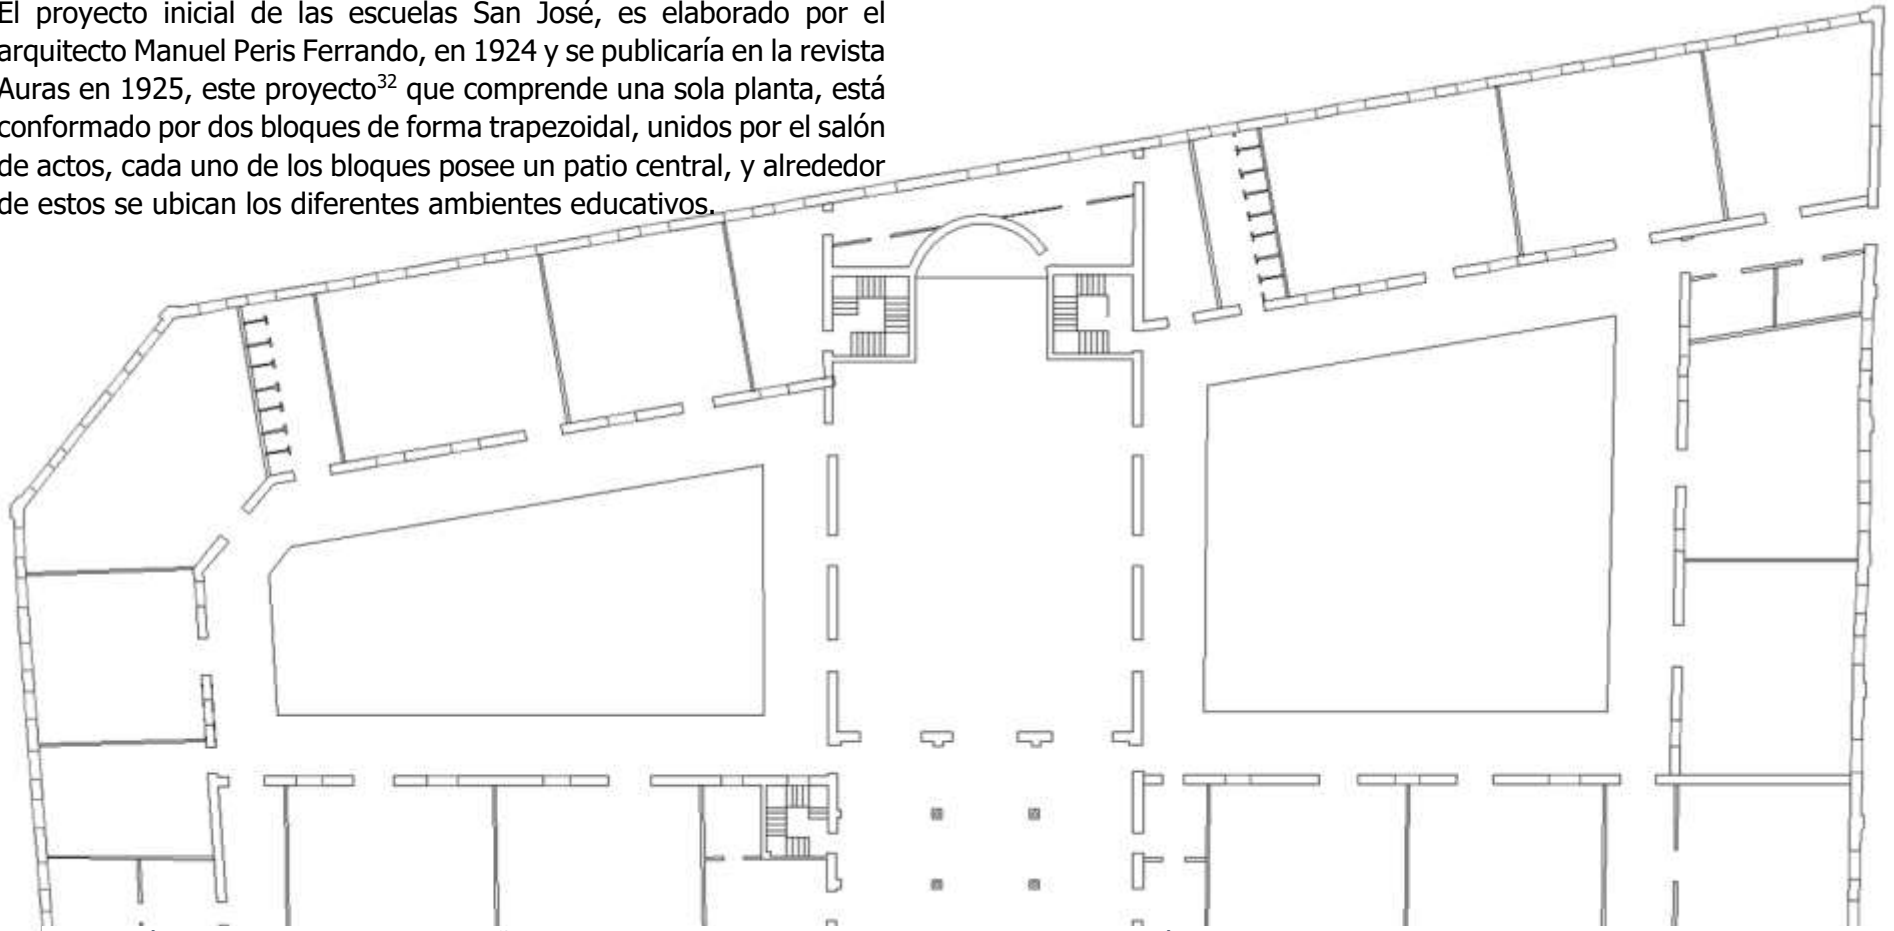 El proyecto inicial de las escuelas San José, es elaborado por el
arquitecto Manuel Peris Ferrando, en 1924 y se publicaría en la revista
Auras en 1925, este proyecto³² que comprende una sola planta, está
conformado por dos bloques de forma trapezoidal, unidos por el salón
de actos, cada uno de los bloques posee un patio central, y alrededor
de estos se ubican los diferentes ambientes educativos.